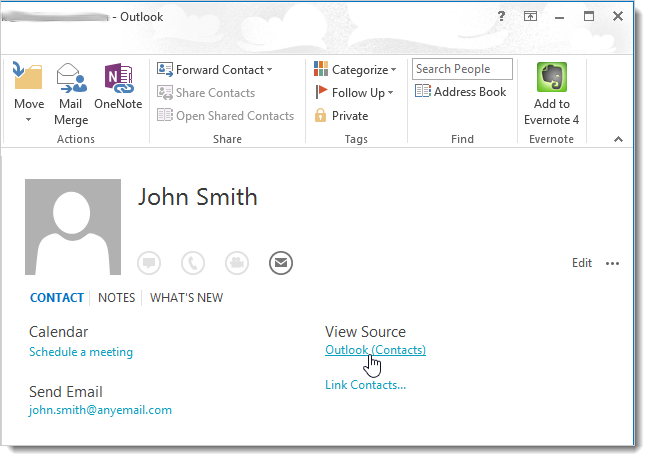 - Outlook
?
Move
Mail Merge
OneNote
Actions
Forward Contact
Share Contacts
Open Shared Contacts
Share
Categorize
Follow Up
Private
Tags
Search People
Address Book
Find
Add to Evernote 4
Evernote
John Smith
Edit
CONTACT NOTES WHAT'S NEW
Calendar
Schedule a meeting
View Source
Outlook (Contacts)
Link Contacts...
Send Email
john.smith@anyemail.com